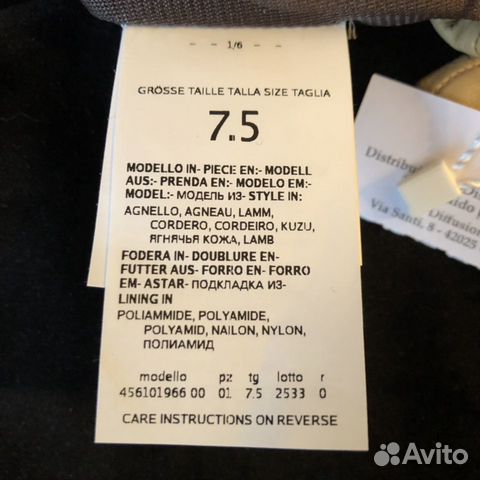 - - 1/6 - -
GRÖSSE TAILLE TALLA SIZE TAGLIA
7.5
MODELLO IN- PIECE EN:- MODELL
AUS:- PRENDA EN:- MODELO EM:-
MODEL:- МОДЕЛЬ ИЗ- STYLE IN:
AGNELLO, AGNEAU, LAMM,
CORDERO, CORDEIRO, KUZU,
ЯГНЯЧЬЯ КОЖА, LAMB
FODERA IN- DOUBLURE EN-
FUTTER AUS- FORRO EN- FORRO
EM- ASTAR- ПОДКЛАДКА ИЗ-
LINING IN
POLIAMMIDE, POLYAMIDE,
POLYAMID, NAILON, NYLON,
ПОЛИАМИД
modello pz tg lotto r
456101966 00 01 7.5 2533 0
CARE INSTRUCTIONS ON REVERSE
Diffusion
Via Santi, 8 - 42025
Avito